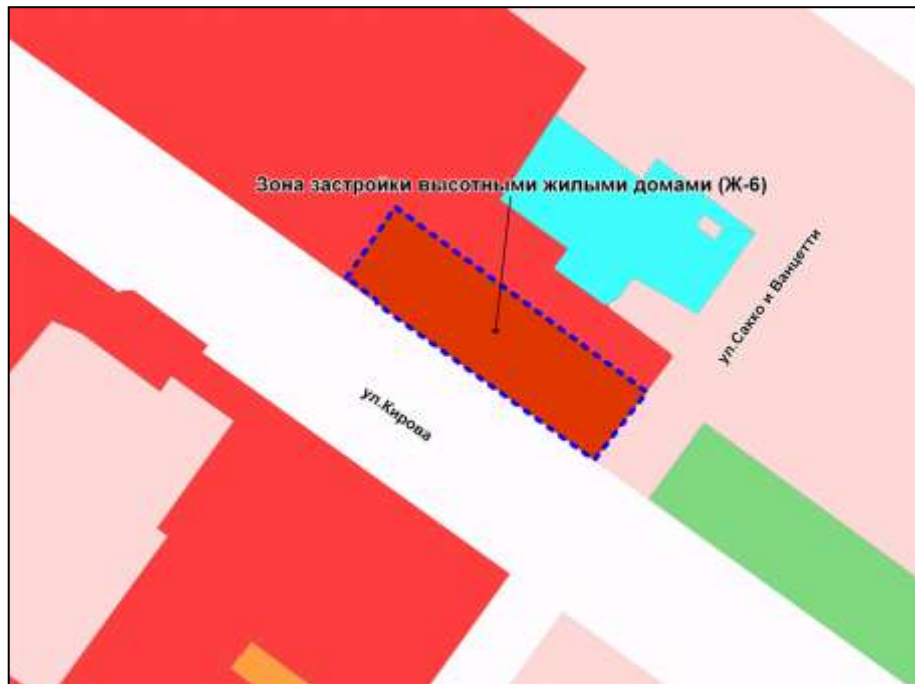 Зона застройки высотными жилыми домами (Ж-6)
ул.Сакко и Ванцетти
ул.Кирова